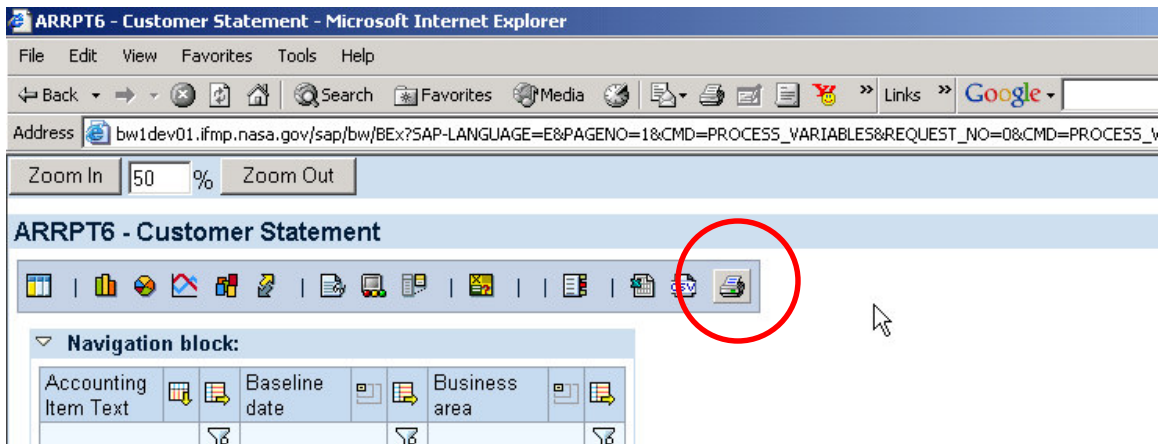 ARRPT6 - Customer Statement - Microsoft Internet Explorer
File Edit View Favorites Tools Help
Back Search Favorites Media » Links » Google
Address bw1dev01.ifmp.nasa.gov/sap/bw/BEx?SAP-LANGUAGE=E&PAGENO=1&CMD=PROCESS_VARIABLES&REQUEST_NO=0&CMD=PROCESS_
Zoom In 50 % Zoom Out
ARRPT6 - Customer Statement
CSV
Navigation block:
Accounting Baseline Business
Item Text date area